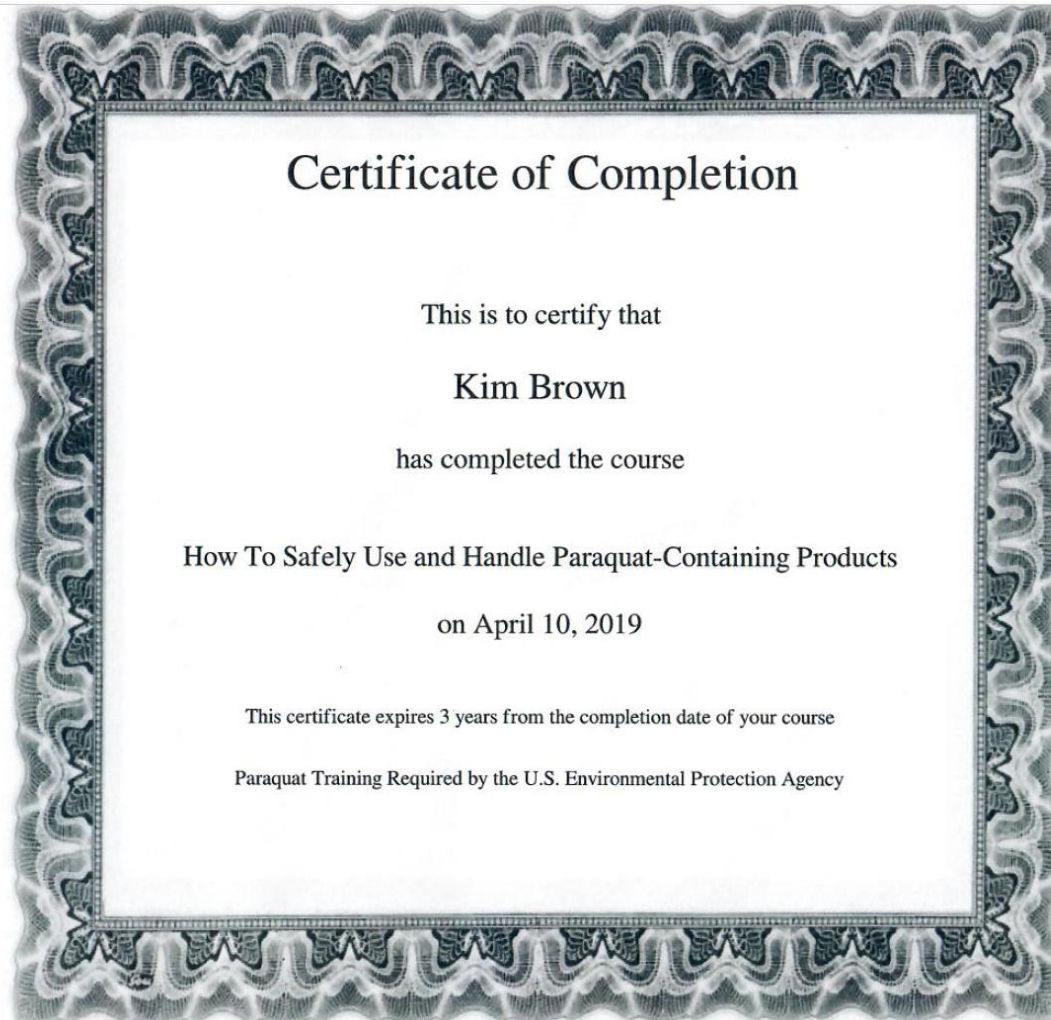 Certificate of Completion
This is to certify that
Kim Brown
has completed the course
How To Safely Use and Handle Paraquat-Containing Products
on April 10, 2019
This certificate expires 3 years from the completion date of your course
Paraquat Training Required by the U.S. Environmental Protection Agency